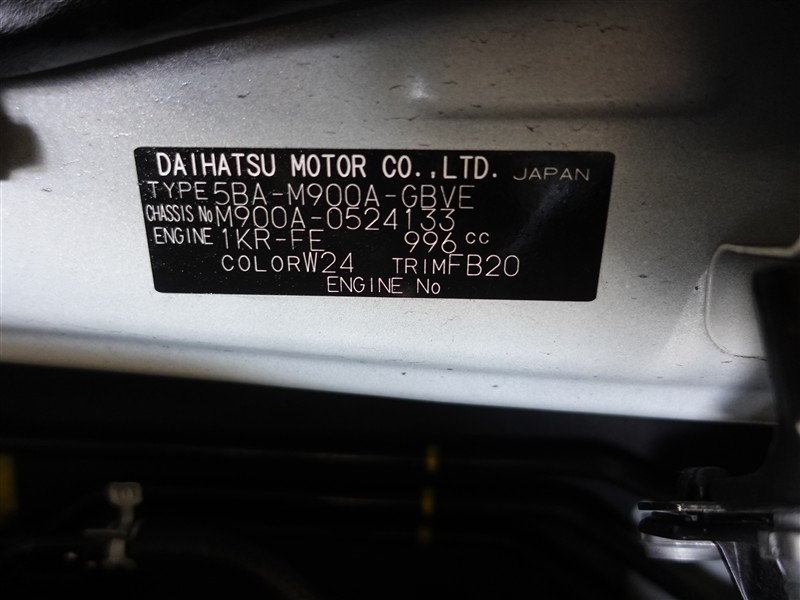 DAIHATSU MOTOR CO.,LTD. JAPAN
TYPE 5BA-M900A-GBVE
CHASSIS No M900A-0524133
ENGINE 1KR-FE 996 cc
COLOR W24 TRIM FB20
ENGINE No